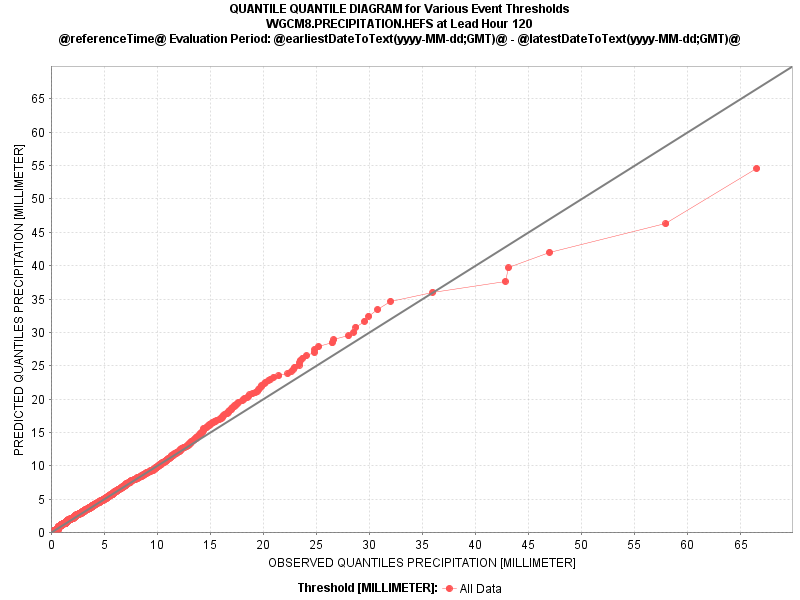 QUANTILE QUANTILE DIAGRAM for Various Event Thresholds
WGCM8.PRECIPITATION.HEFS at Lead Hour 120
@referenceTime@ Evaluation Period: @earliestDateToText(yyyy-MM-dd;GMT)@ - @latestDateToText(yyyy-MM-dd;GMT)@
PREDICTED QUANTILES PRECIPITATION [MILLIMETER]
65
60
55
50
45
40
35
30
25
20
15
10
5
0
0 5 10 15 20 25 30 35 40 45 50 55 60 65
OBSERVED QUANTILES PRECIPITATION [MILLIMETER]
Threshold [MILLIMETER]: All Data